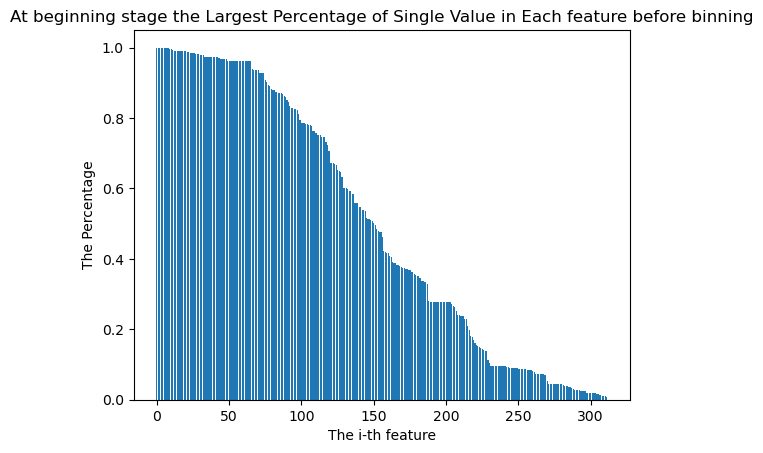 At beginning stage the Largest Percentage of Single Value in Each feature before binning
1.0
0.8
0.6
0.4
0.2
0.0
The Percentage
0 50 100 150 200 250 300
The i-th feature